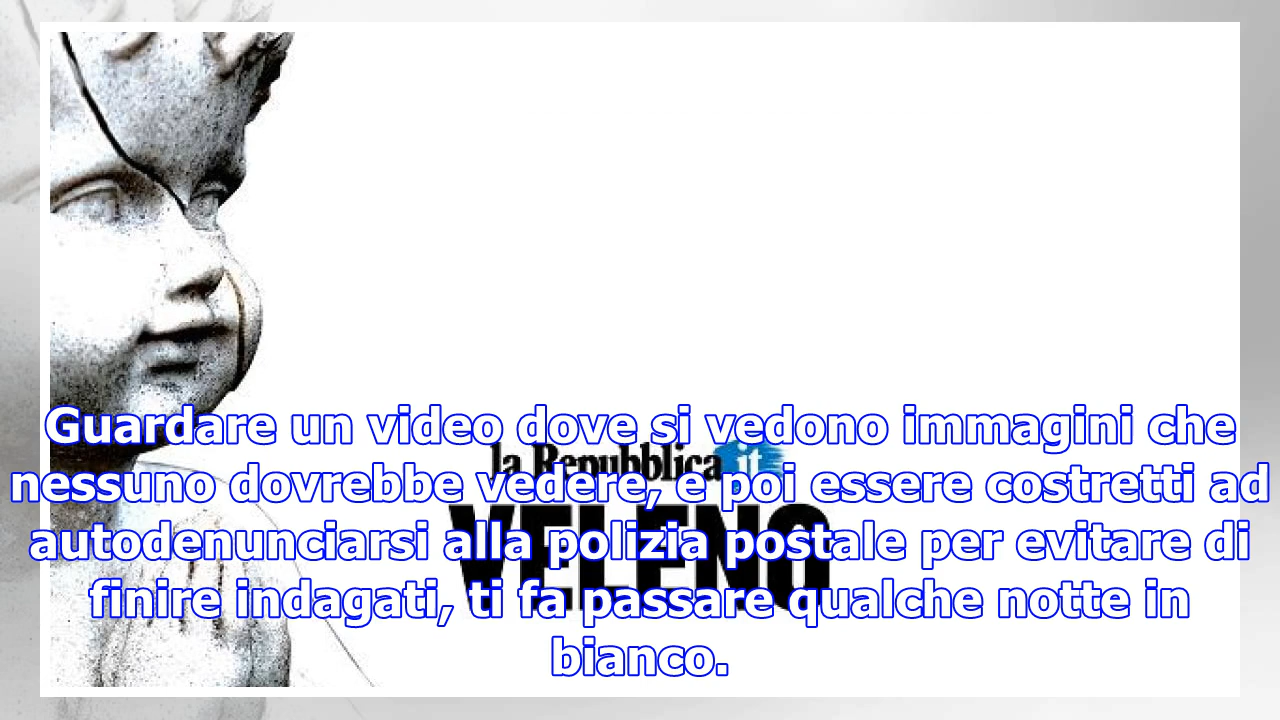 Guardare un video dove si vedono immagini che
la Repubblica.it
nessuno dovrebbe vedere, e poi essere costretti ad
VELENO
autodenunciarsi alla polizia postale per evitare di
finire indagati, ti fa passare qualche notte in
bianco.